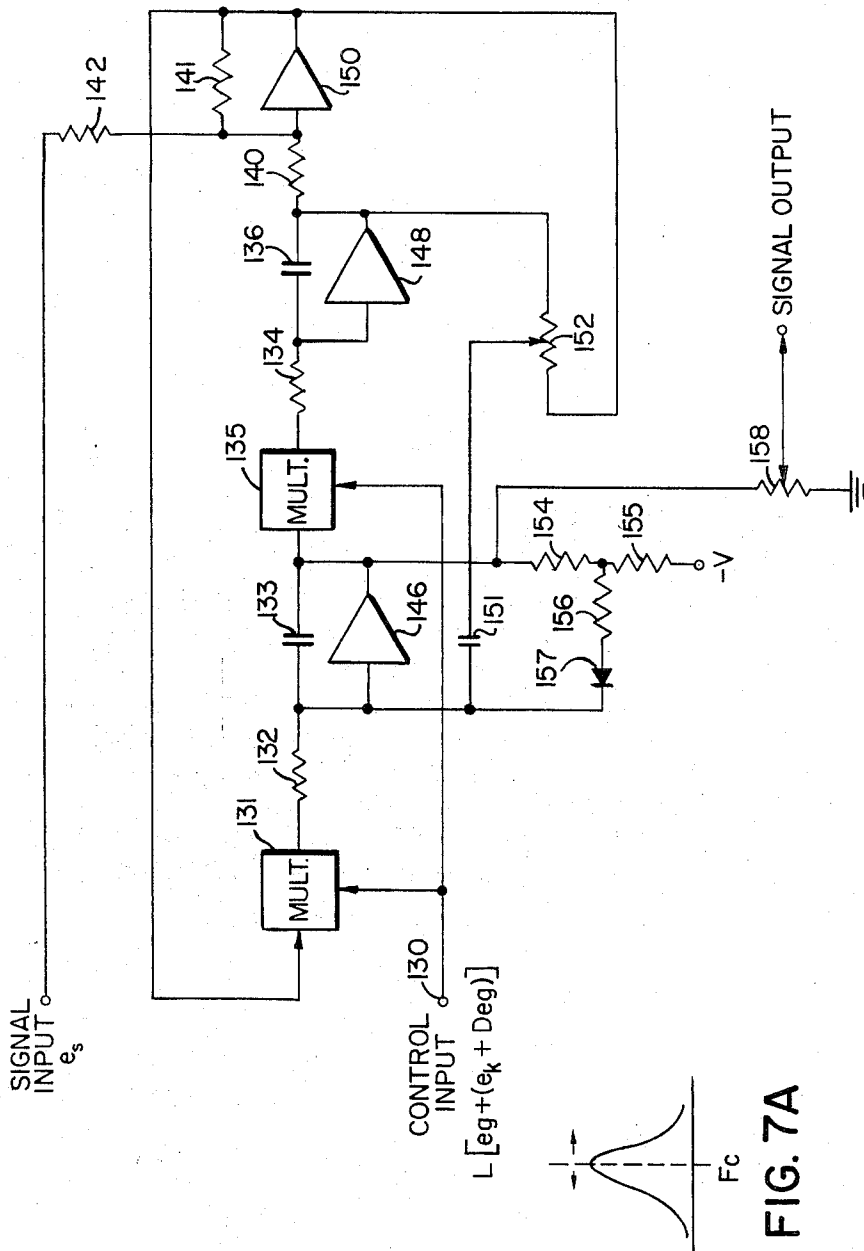 SIGNAL
INPUT
e_s
142
141
150
140
136
148
134
135
MULT.
133
146
132
131
MULT.
152
151
154
155
-V
156
157
158
SIGNAL OUTPUT
130
CONTROL
INPUT
L [eg +(e_k + Deg)]
Fc
FIG. 7A